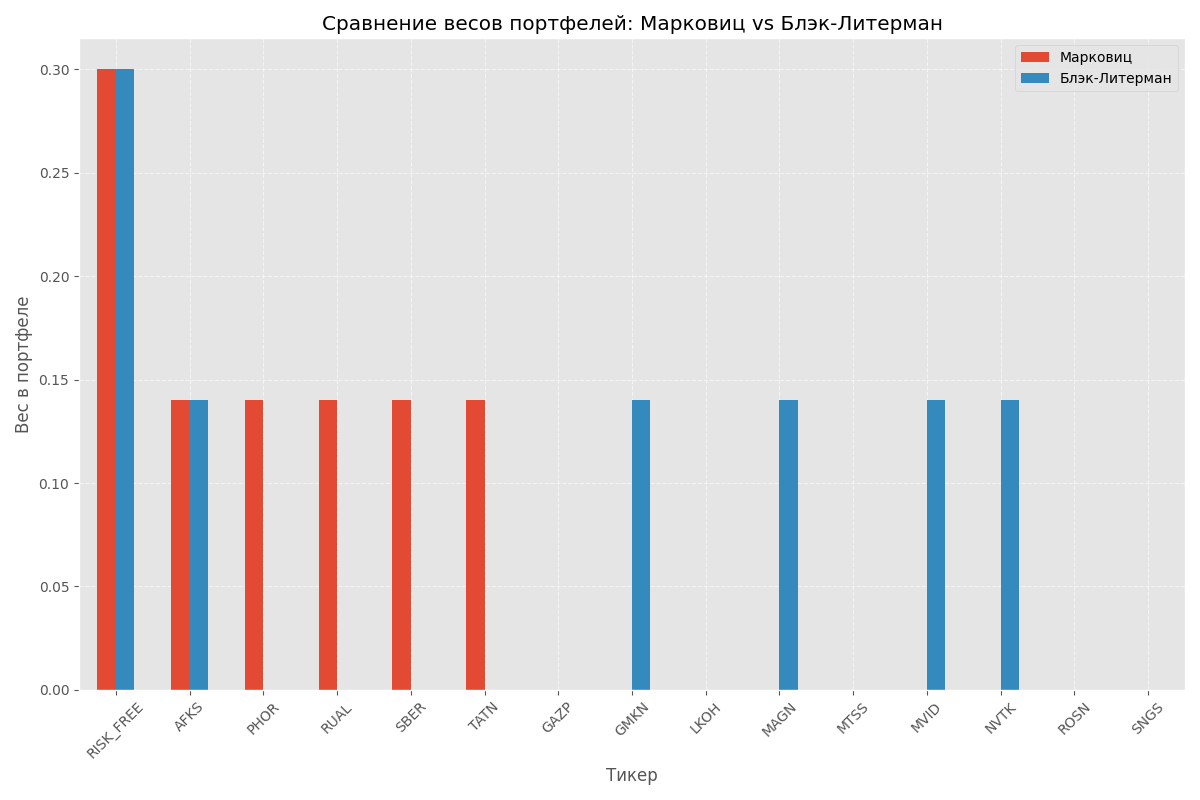 Сравнение весов портфелей: Марковиц vs Блэк-Литерман
Марковиц
Блэк-Литерман
Вес в портфеле
0.30
0.25
0.20
0.15
0.10
0.05
0.00
RISK_FREE
AFKS
PHOR
RUAL
SBER
TATN
GAZP
GMKN
LKOH
MAGN
MTSS
MVID
NVTK
ROSN
SNGS
Тикер